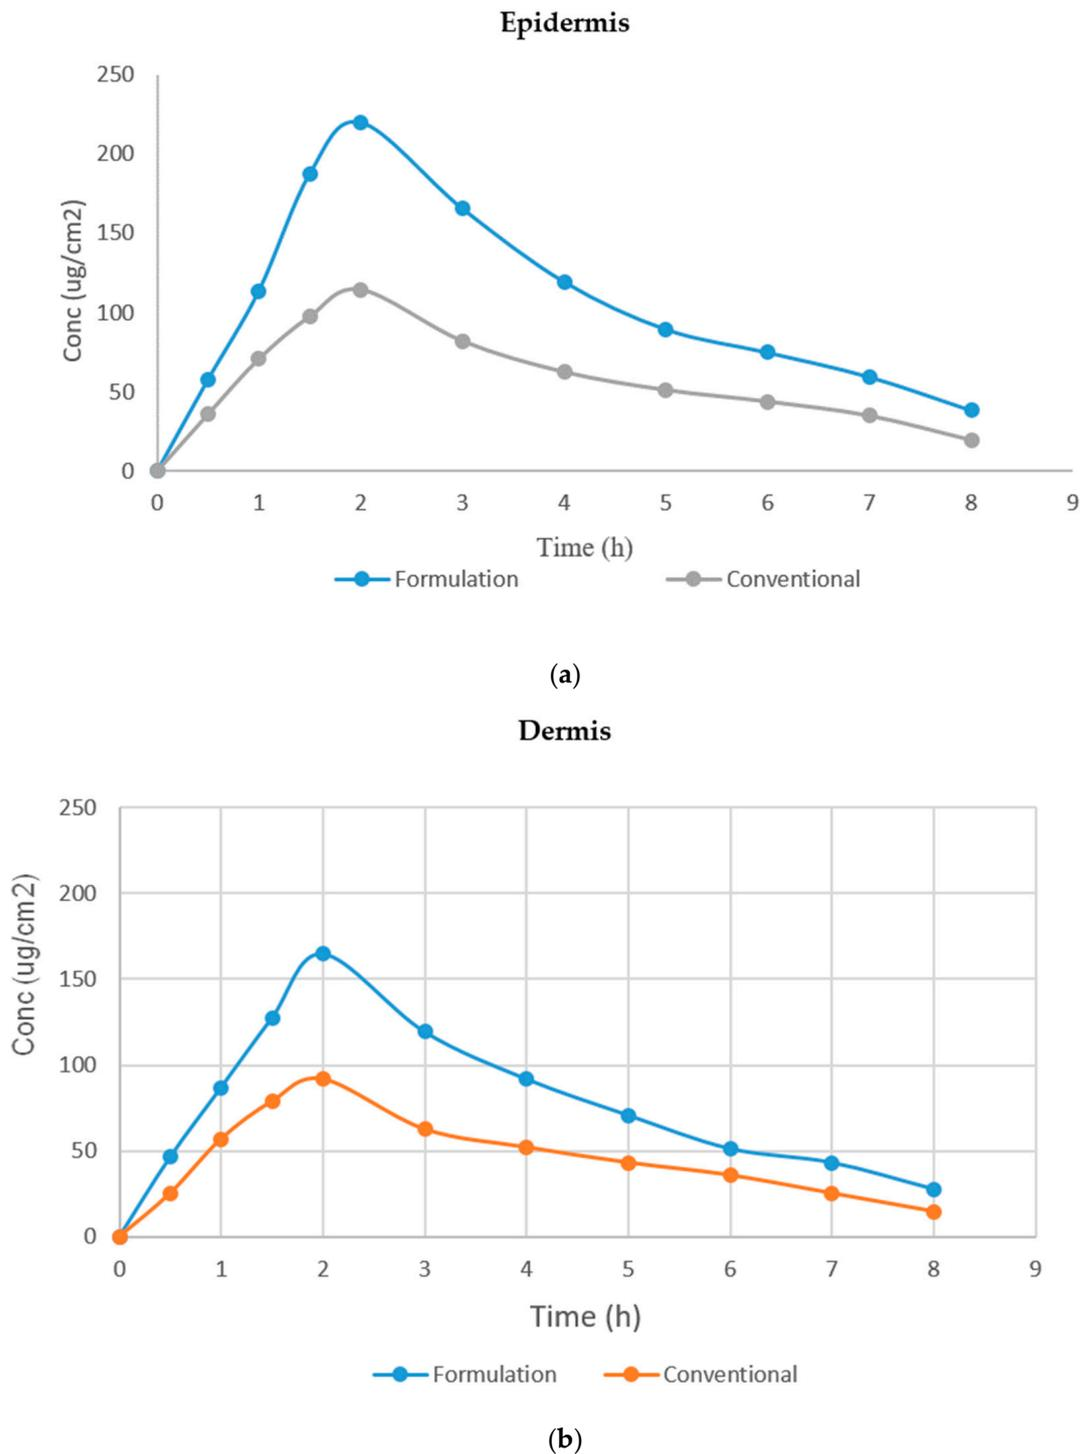 Epidermis
250
200
150
100
50
0
Conc (ug/cm2)
0 1 2 3 4 5 6 7 8 9
Time (h)
Formulation Conventional
(a)
Dermis
250
200
150
100
50
0
Conc (ug/cm2)
0 1 2 3 4 5 6 7 8 9
Time (h)
Formulation Conventional
(b)